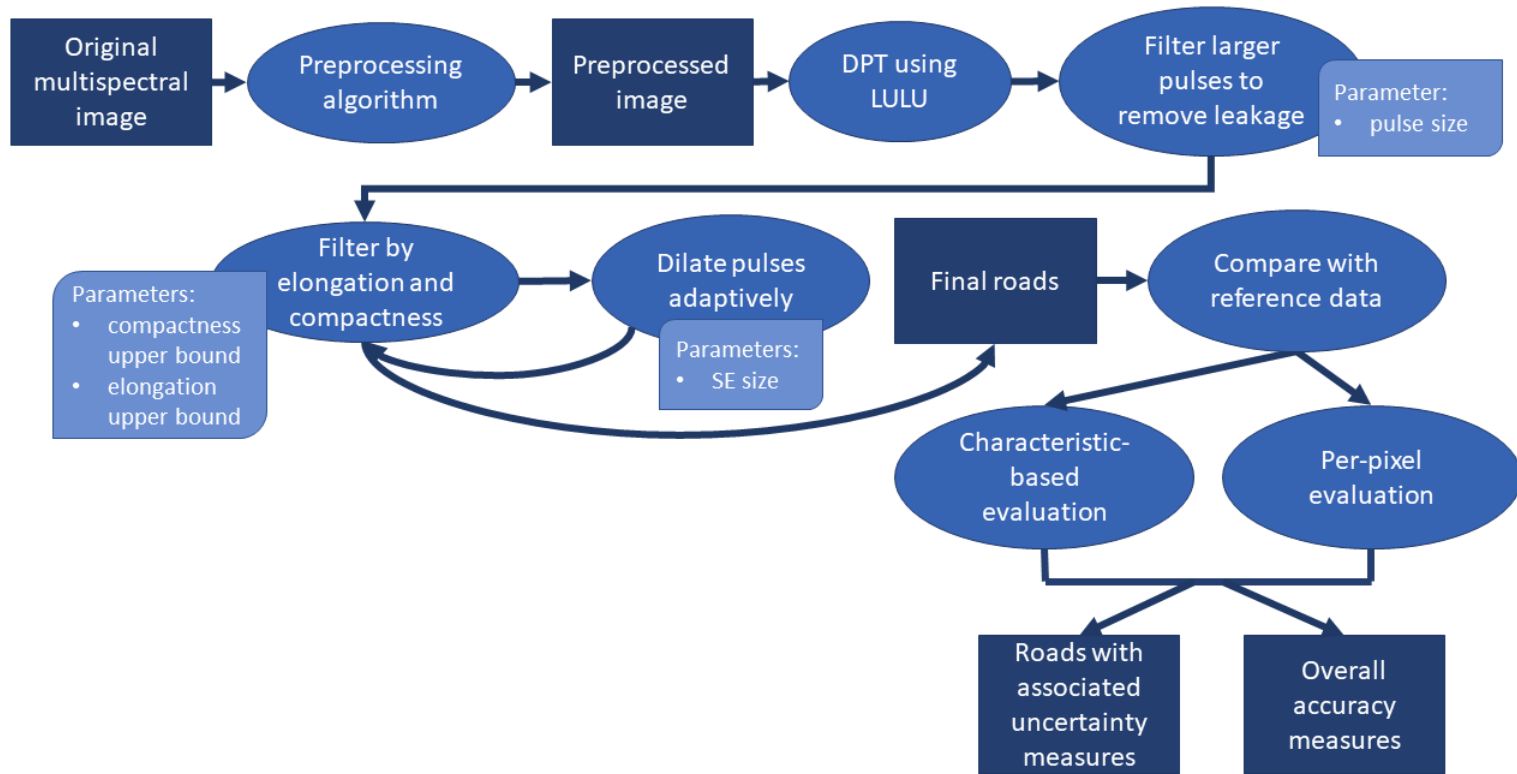 Original
multispectral
image
Preprocessing
algorithm
Preprocessed
image
DPT using
LULU
Filter larger
pulses to
remove leakage
Parameter:
• pulse size
Filter by
elongation and
compactness
Parameters:
• compactness
upper bound
• elongation
upper bound
Dilate pulses
adaptively
Parameters:
• SE size
Final roads
Compare with
reference data
Characteristic-
based
evaluation
Per-pixel
evaluation
Roads with
associated
uncertainty
measures
Overall
accuracy
measures